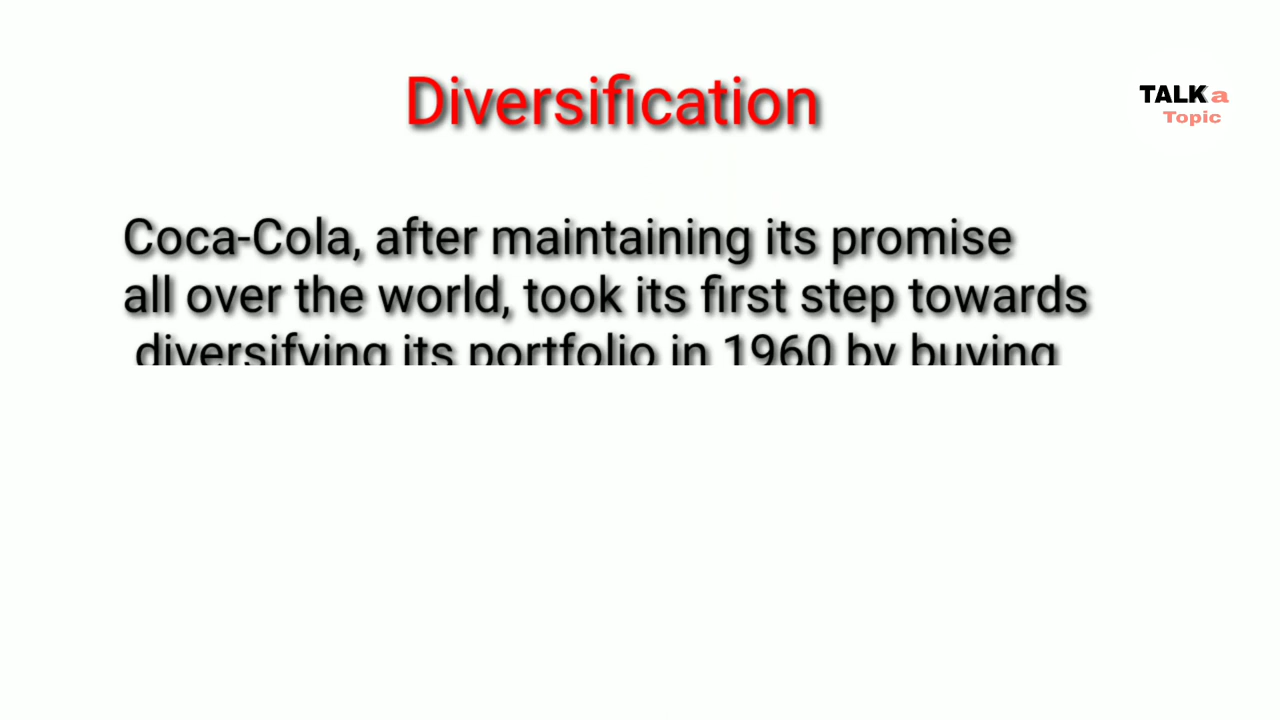 Diversification
TALK a
Topic
Coca-Cola, after maintaining its promise
all over the world, took its first step towards
diversifying its portfolio in 1960 by buying